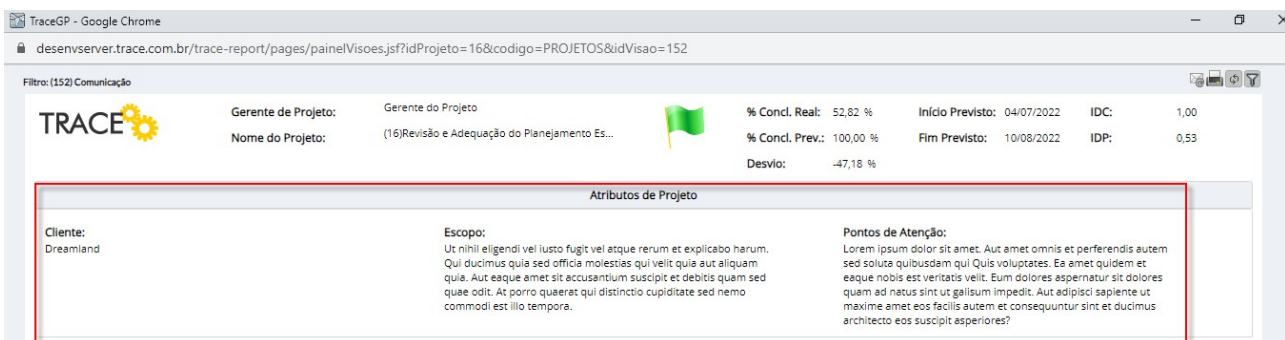 TraceGP - Google Chrome
desenvserver.trace.com.br/trace-report/pages/painelVisoes.jsf?idProjeto=16&codigo=PROJETOS&idVisao=152
Filtro: (152) Comunicação
TRACE
Gerente de Projeto: Gerente do Projeto % Concl. Real: 52,82 % Início Previsto: 04/07/2022 IDC: 1,00
Nome do Projeto: (16)Revisão e Adequação do Planejamento Es... % Concl. Prev.: 100,00 % Fim Previsto: 10/08/2022 IDP: 0,53
Desvio: -47,18 %
Atributos de Projeto
Cliente:
Dreamland
Escopo:
Ut nihil eligendi vel iusto fugit vel atque rerum et explicabo harum.
Qui ducimus quia sed officia molestias qui velit quia aut aliquam
quia. Aut eaque amet sit accusantium suscipit et debitis quam sed
quae odit. At porro quaerat qui distinctio cupiditate sed nemo
commodi est illo tempora.
Pontos de Atenção:
Lorem ipsum dolor sit amet. Aut amet omnis et perferendis autem
sed soluta quibusdam qui Quis voluptates. Ea amet quidem et
eaque nobis est veritatis velit. Eum dolores aspernatur sit dolores
quam ad natus sint ut galisum impedit. Aut adipisci sapiente ut
maxime amet eos facilis autem et consequuntur sint et ducimus
architecto eos suscipit asperiores?